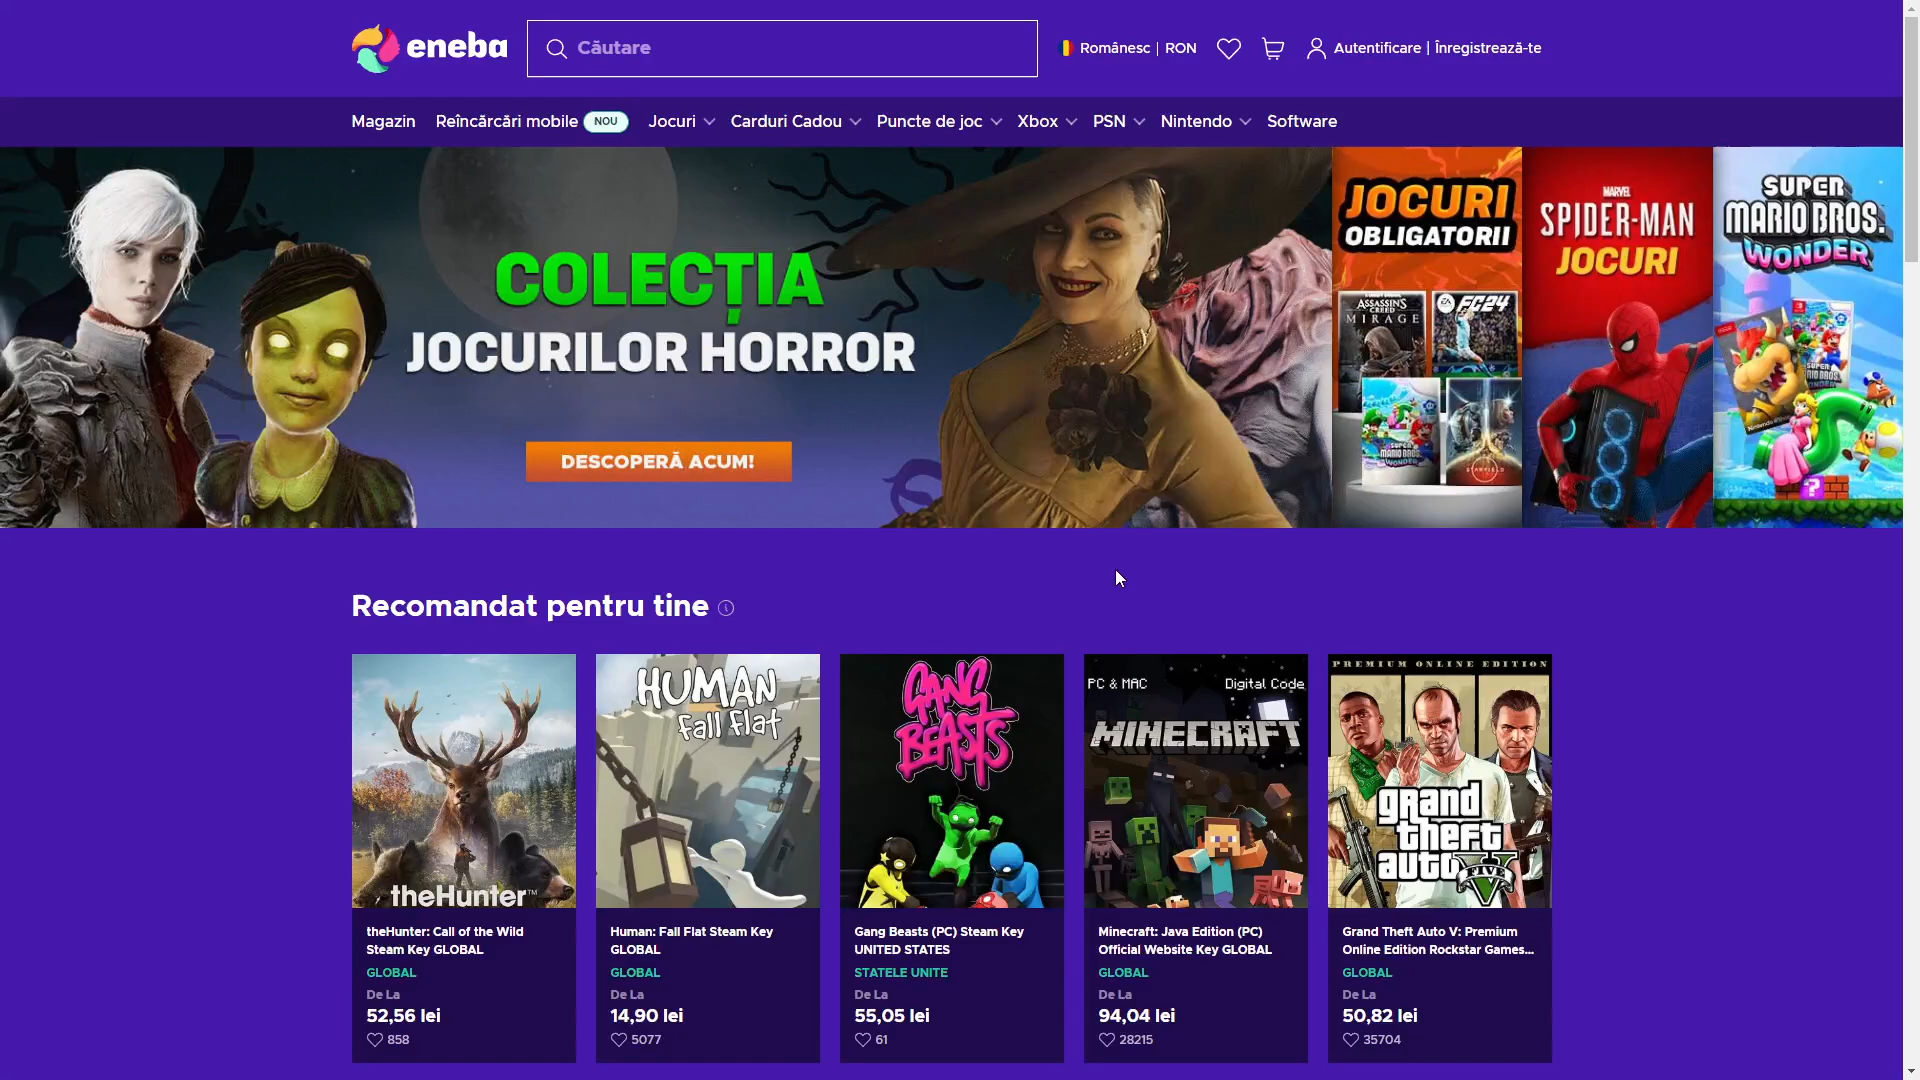 eneba
Căutare
Românesc | RON
Autentificare | Înregistrează-te
Magazin
Reîncărcări mobile NOU
Jocuri
Carduri Cadou
Puncte de joc
Xbox
PSN
Nintendo
Software
COLECȚIA
JOCURILOR HORROR
DESCOPERĂ ACUM!
JOCURI
OBLIGATORII
ASSASSIN'S
CREED
MIRAGE
EA FC24
SUPER
MARIO BROS.
WONDER
STARFIELD
MARVEL
SPIDER-MAN
JOCURI
SUPER
MARIO BROS.
WONDER
Recomandat pentru tine
theHunter™
theHunter: Call of the Wild
Steam Key GLOBAL
GLOBAL
De La
52,56 lei
858
HUMAN
fall flat
Human: Fall Flat Steam Key
GLOBAL
GLOBAL
De La
14,90 lei
5077
GANG
BEASTS
Gang Beasts (PC) Steam Key
UNITED STATES
STATELE UNITE
De La
55,05 lei
61
PC & MAC Digital Code
MINECRAFT
Minecraft: Java Edition (PC)
Official Website Key GLOBAL
GLOBAL
De La
94,04 lei
28215
PREMIUM ONLINE EDITION
grand
theft
auto V
FIVE
Grand Theft Auto V: Premium
Online Edition Rockstar Games...
GLOBAL
De La
50,82 lei
35704